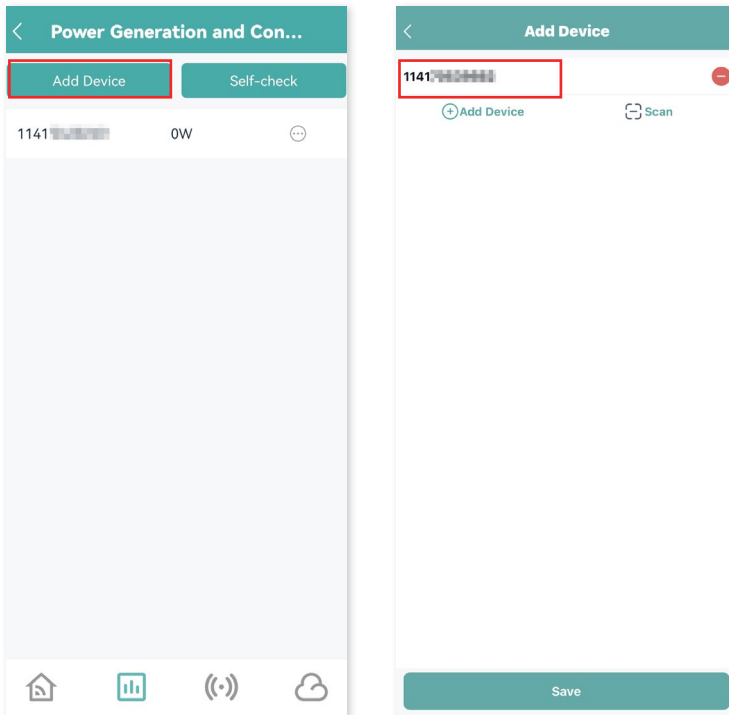 Power Generation and Con...
Add Device
Self-check
1141
0W
Add Device
1141
Add Device
Scan
Save